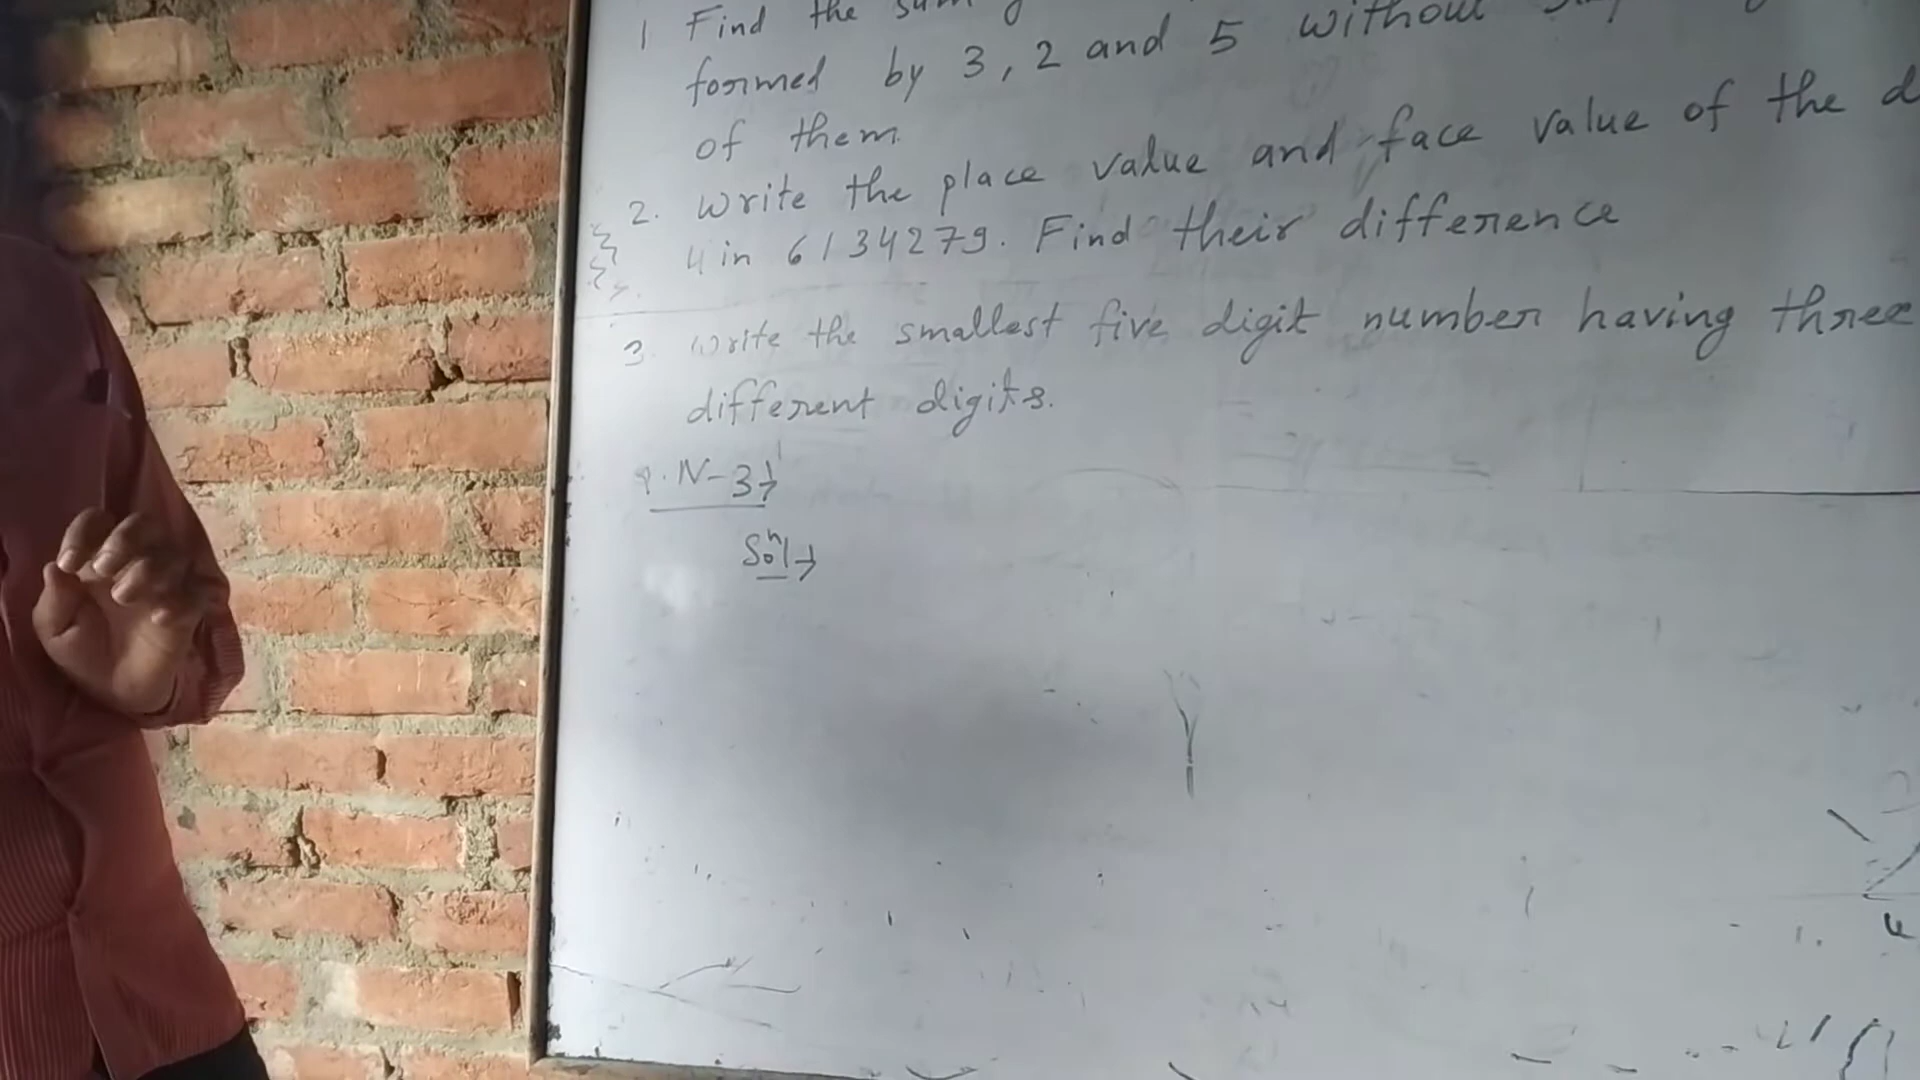 1 Find the sum
formed by 3, 2 and 5 without
of them.
2. Write the place value and face value of the d
4 in 6134279. Find their difference
3 Write the smallest five digit number having three
different digits.
Q.N-3→
Solⁿ→